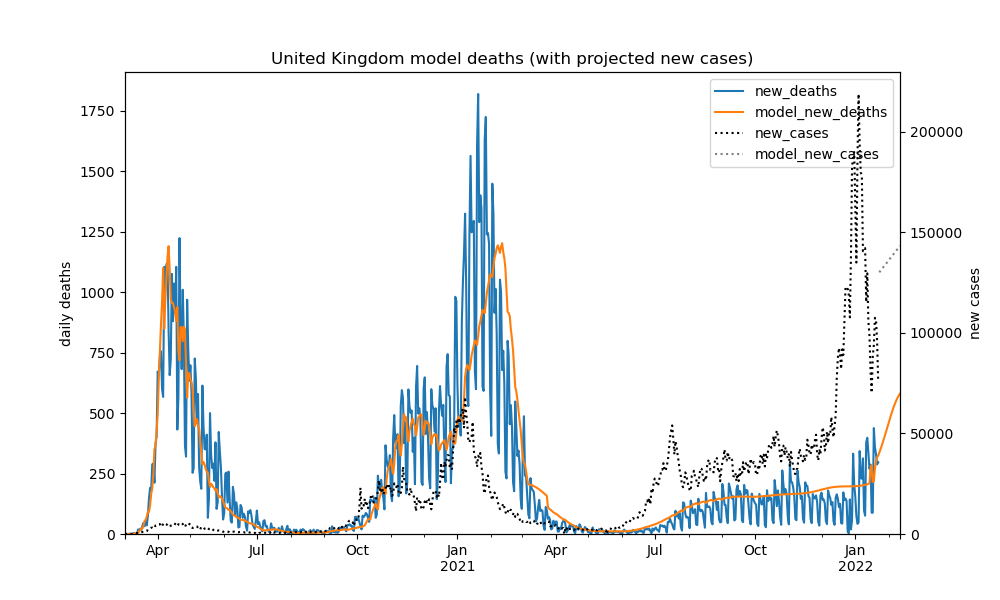 United Kingdom model deaths (with projected new cases)
new_deaths
model_new_deaths
new_cases
model_new_cases
daily deaths
1750
1500
1250
1000
750
500
250
0
200000
150000
100000
50000
0
new cases
Apr
Jul
Oct
Jan
2021
Apr
Jul
Oct
Jan
2022